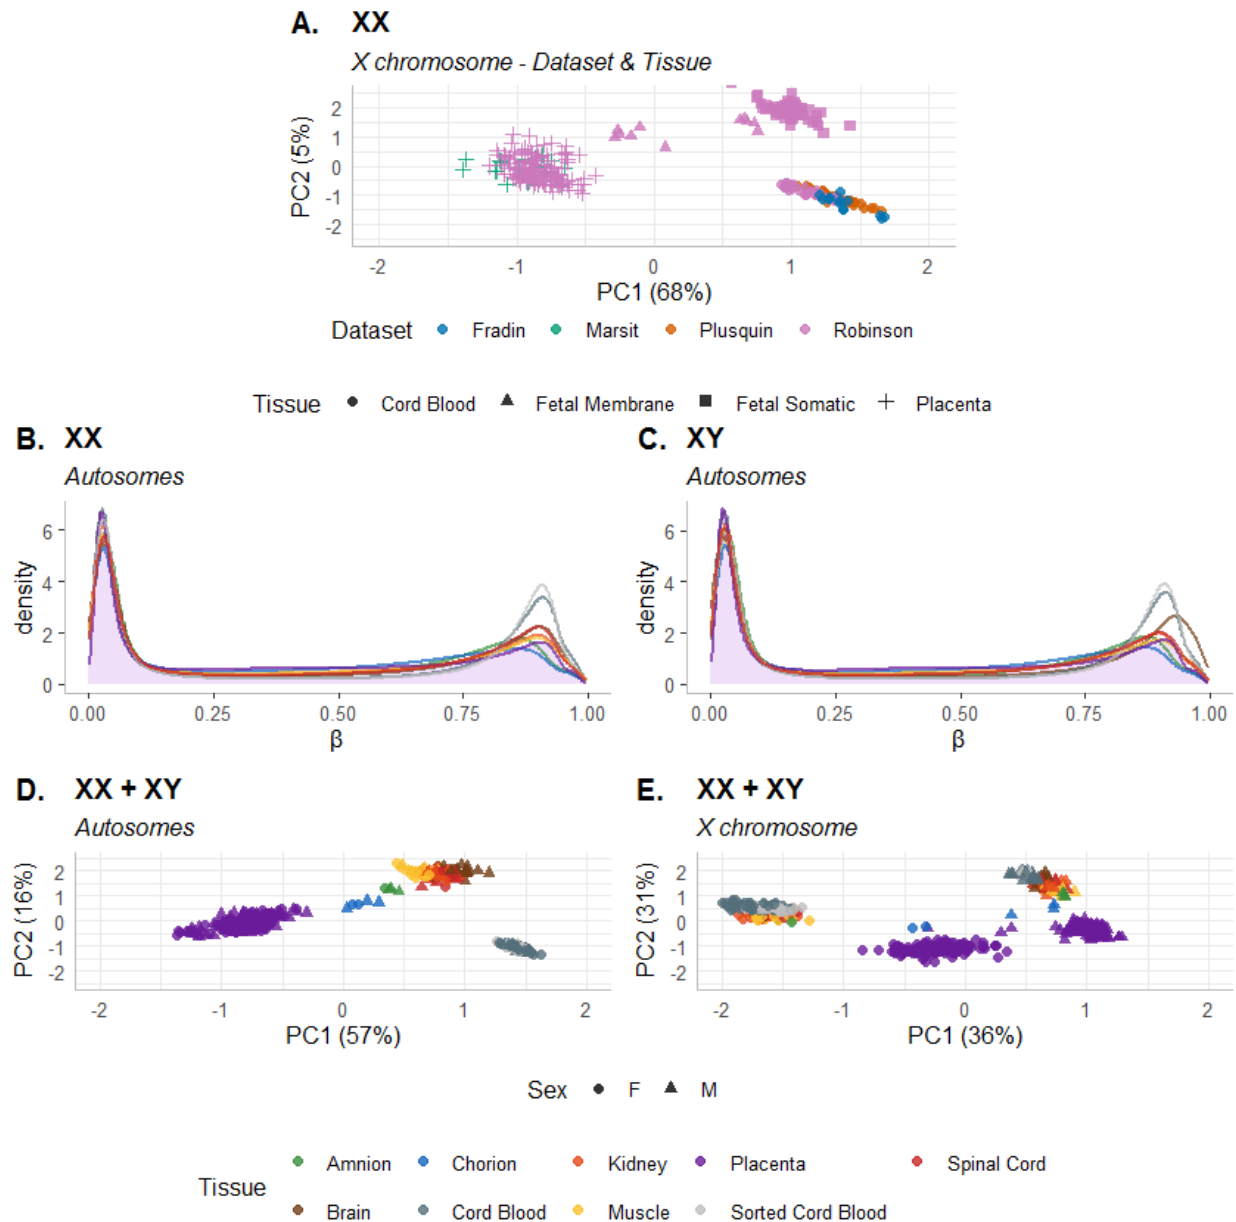 A. XX
X chromosome - Dataset & Tissue
PC2 (5%)
2
1
0
-1
-2
-2 -1 0 1 2
PC1 (68%)
Dataset Fradin Marsit Plusquin Robinson
Tissue Cord Blood Fetal Membrane Fetal Somatic Placenta
B. XX
Autosomes
density
6
4
2
0
0.00 0.25 0.50 0.75 1.00
β
C. XY
Autosomes
density
6
4
2
0
0.00 0.25 0.50 0.75 1.00
β
D. XX + XY
Autosomes
PC2 (16%)
2
1
0
-1
-2
-2 -1 0 1 2
PC1 (57%)
E. XX + XY
X chromosome
PC2 (31%)
2
1
0
-1
-2
-2 -1 0 1 2
PC1 (36%)
Sex F M
Tissue
Amnion Chorion Kidney Placenta Spinal Cord
Brain Cord Blood Muscle Sorted Cord Blood